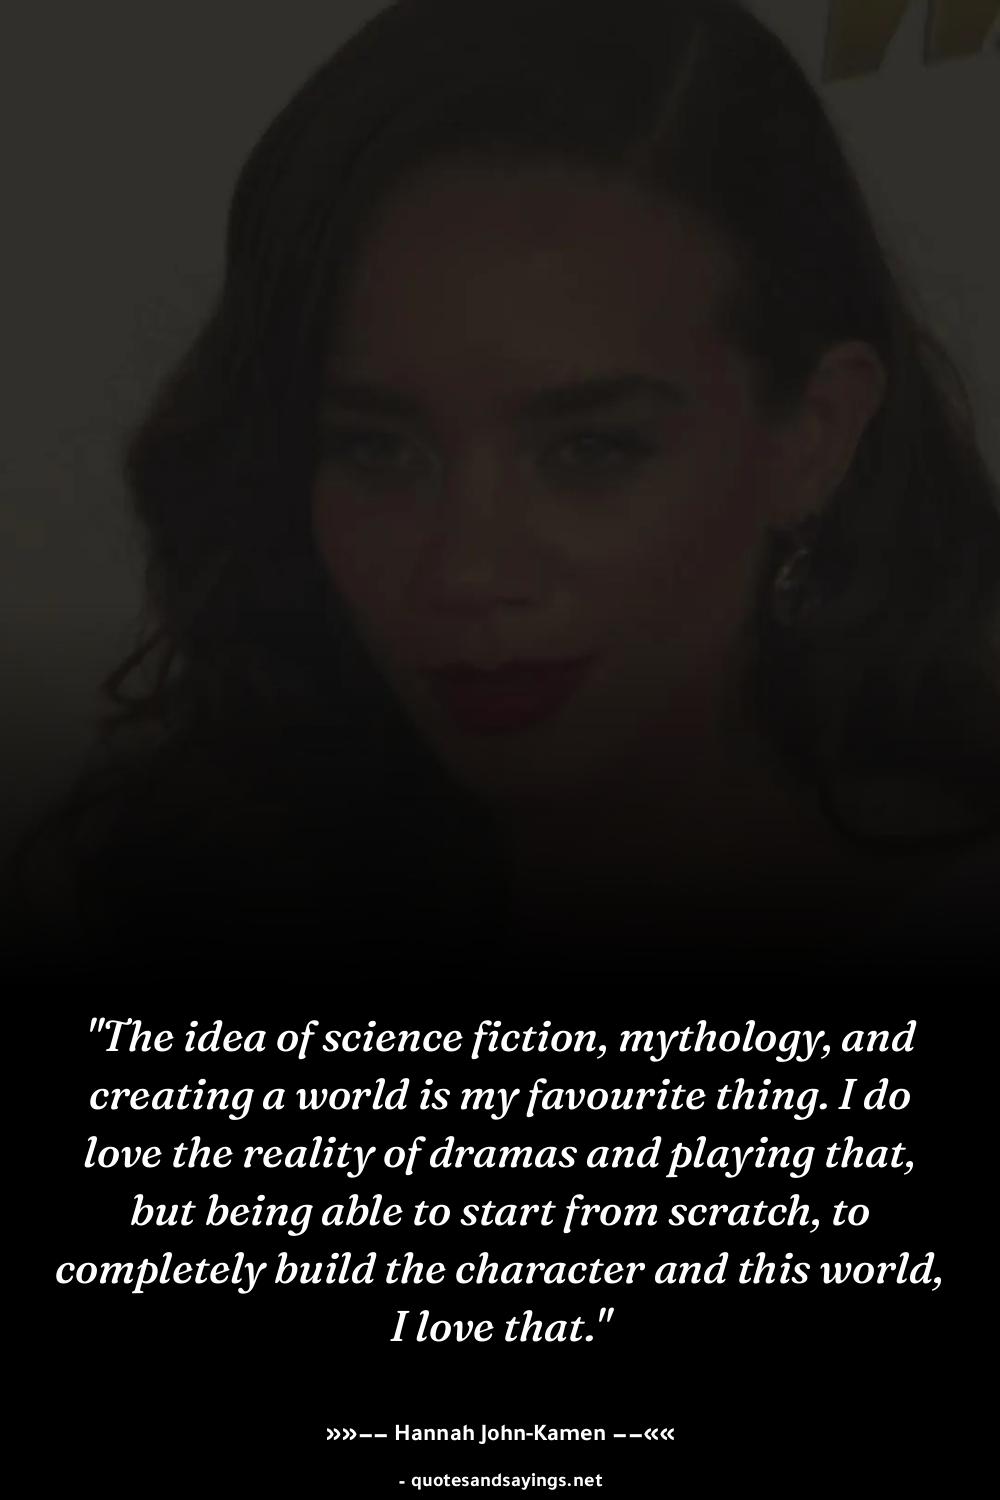 "The idea of science fiction, mythology, and
creating a world is my favourite thing. I do
love the reality of dramas and playing that,
but being able to start from scratch, to
completely build the character and this world,
I love that."
»»−− Hannah John-Kamen −−««
- quotesandsayings.net